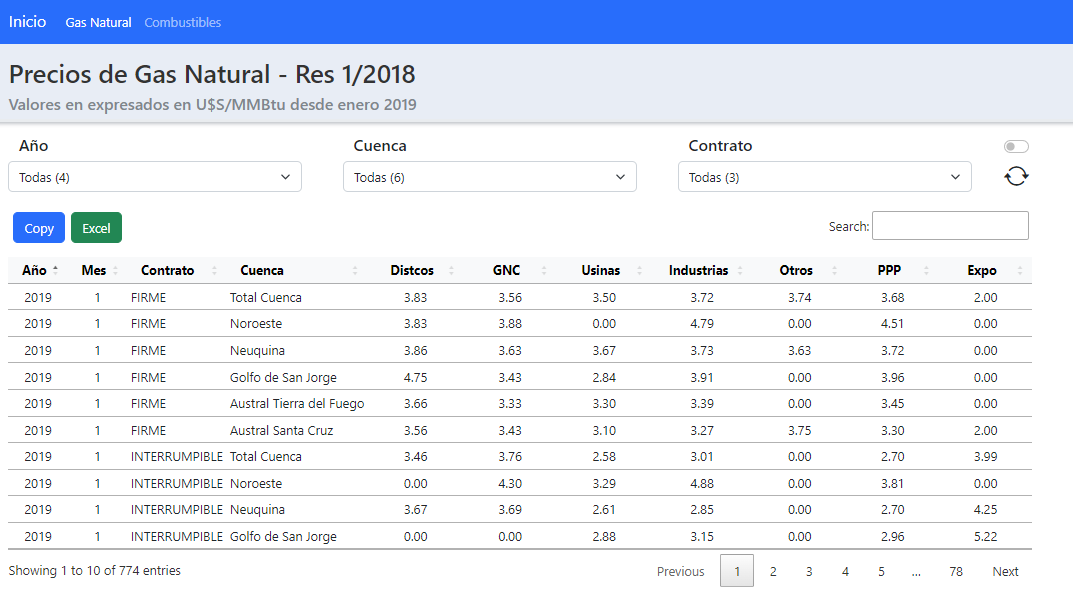 Inicio Gas Natural Combustibles
Precios de Gas Natural - Res 1/2018
Valores en expresados en U$S/MMBtu desde enero 2019
Año Cuenca Contrato
Todas (4) Todas (6) Todas (3)
Copy Excel Search:
Año Mes Contrato Cuenca Distcos GNC Usinas Industrias Otros PPP Expo
2019 1 FIRME Total Cuenca 3.83 3.56 3.50 3.72 3.74 3.68 2.00
2019 1 FIRME Noroeste 3.83 3.88 0.00 4.79 0.00 4.51 0.00
2019 1 FIRME Neuquina 3.86 3.63 3.67 3.73 3.63 3.72 0.00
2019 1 FIRME Golfo de San Jorge 4.75 3.43 2.84 3.91 0.00 3.96 0.00
2019 1 FIRME Austral Tierra del Fuego 3.66 3.33 3.30 3.39 0.00 3.45 0.00
2019 1 FIRME Austral Santa Cruz 3.56 3.43 3.10 3.27 3.75 3.30 2.00
2019 1 INTERRUMPIBLE Total Cuenca 3.46 3.76 2.58 3.01 0.00 2.70 3.99
2019 1 INTERRUMPIBLE Noroeste 0.00 4.30 3.29 4.88 0.00 3.81 0.00
2019 1 INTERRUMPIBLE Neuquina 3.67 3.69 2.61 2.85 0.00 2.70 4.25
2019 1 INTERRUMPIBLE Golfo de San Jorge 0.00 0.00 2.88 3.15 0.00 2.96 5.22
Showing 1 to 10 of 774 entries Previous 1 2 3 4 5 ... 78 Next